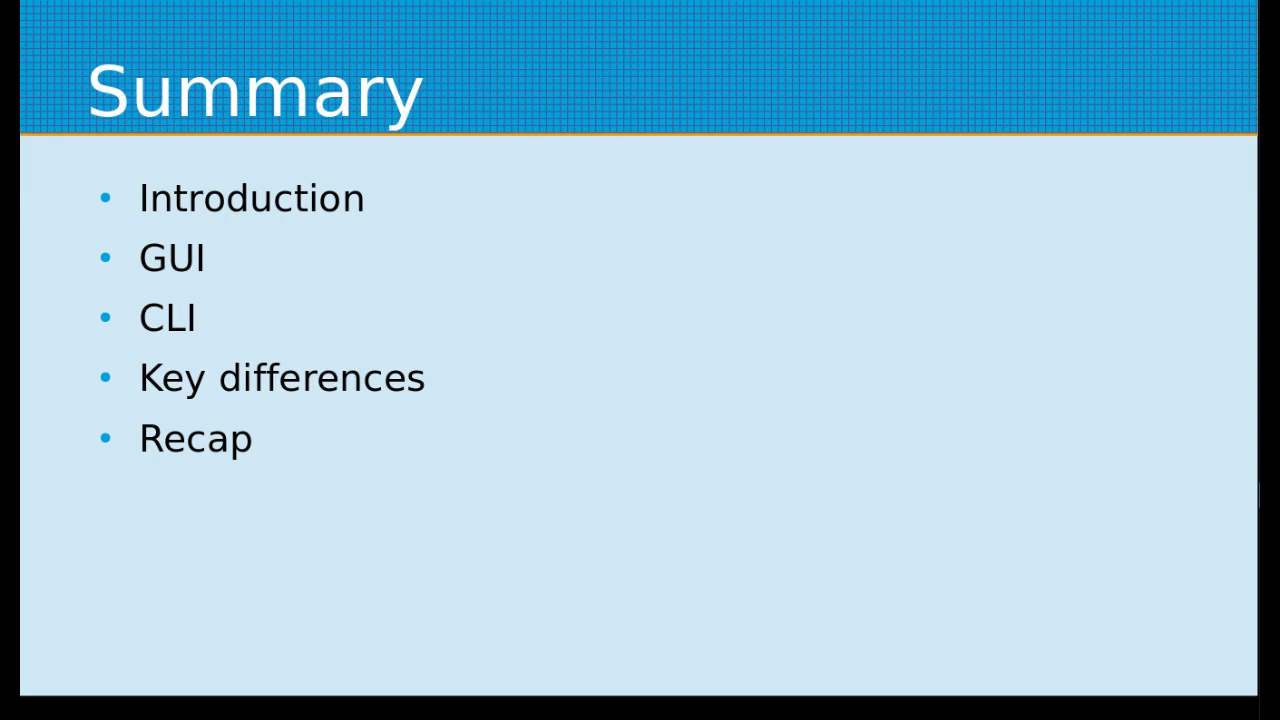 Summary
• Introduction
• GUI
• CLI
• Key differences
• Recap